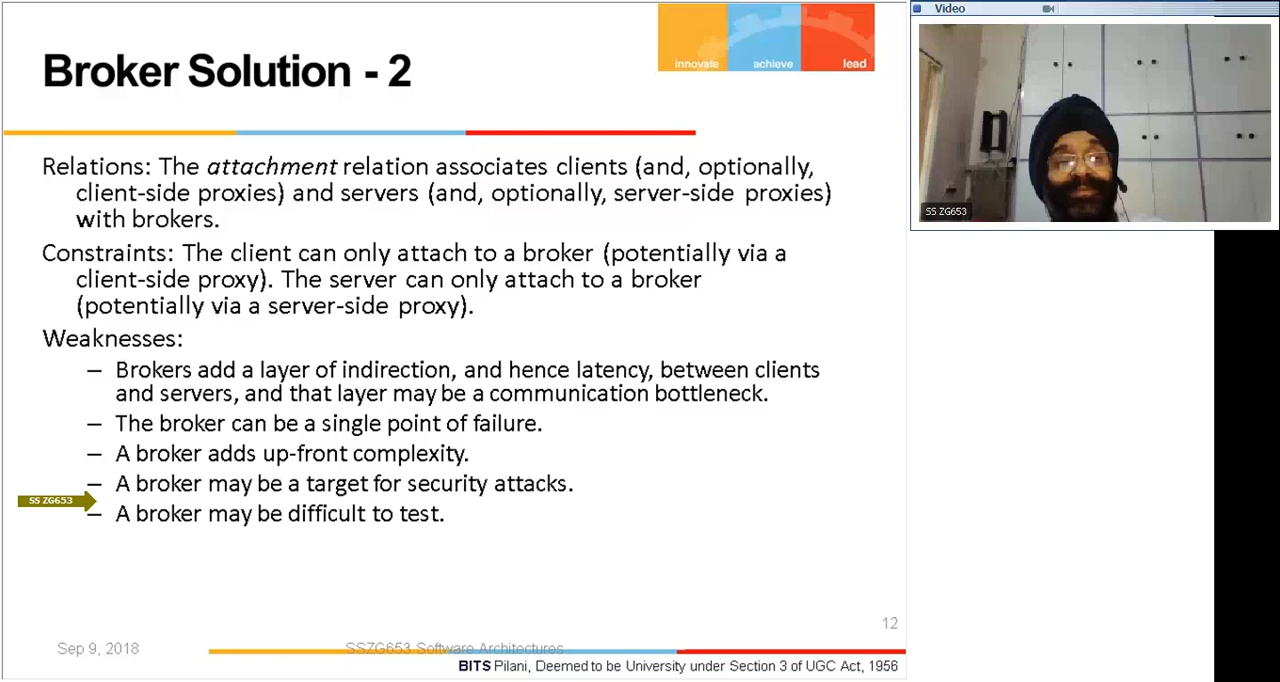 Broker Solution - 2
innovate achieve lead
Relations: The attachment relation associates clients (and, optionally,
client-side proxies) and servers (and, optionally, server-side proxies)
with brokers.
Constraints: The client can only attach to a broker (potentially via a
client-side proxy). The server can only attach to a broker
(potentially via a server-side proxy).
Weaknesses:
– Brokers add a layer of indirection, and hence latency, between clients
and servers, and that layer may be a communication bottleneck.
– The broker can be a single point of failure.
– A broker adds up-front complexity.
– A broker may be a target for security attacks.
SS ZG653
– A broker may be difficult to test.
12
Sep 9, 2018 SSZG653 Software Architectures
BITS Pilani, Deemed to be University under Section 3 of UGC Act, 1956
Video
SS ZG653